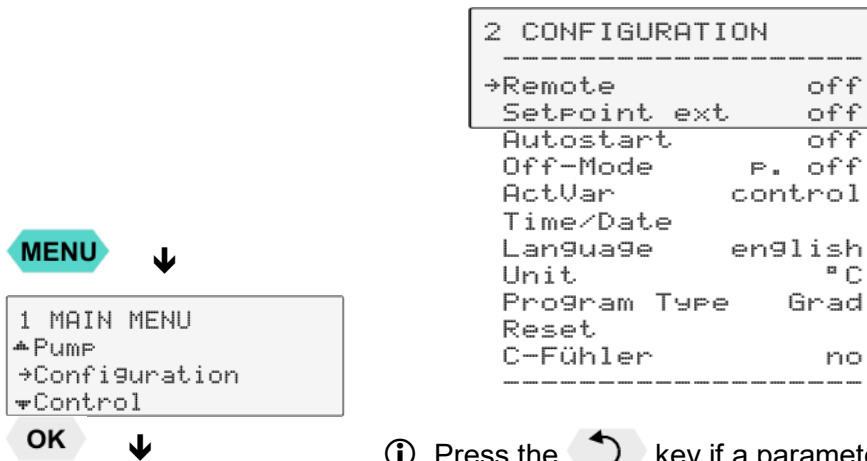 2 CONFIGURATION
--------------------
→Remote off
Setpoint ext off
Autostart off
Off-Mode p. off
ActVar control
Time/Date
Language english
Unit °C
Program Type Grad
Reset
C-Fühler no
--------------------
MENU
1 MAIN MENU
Pump
→Configuration
Control
OK
Press the key if a paramete